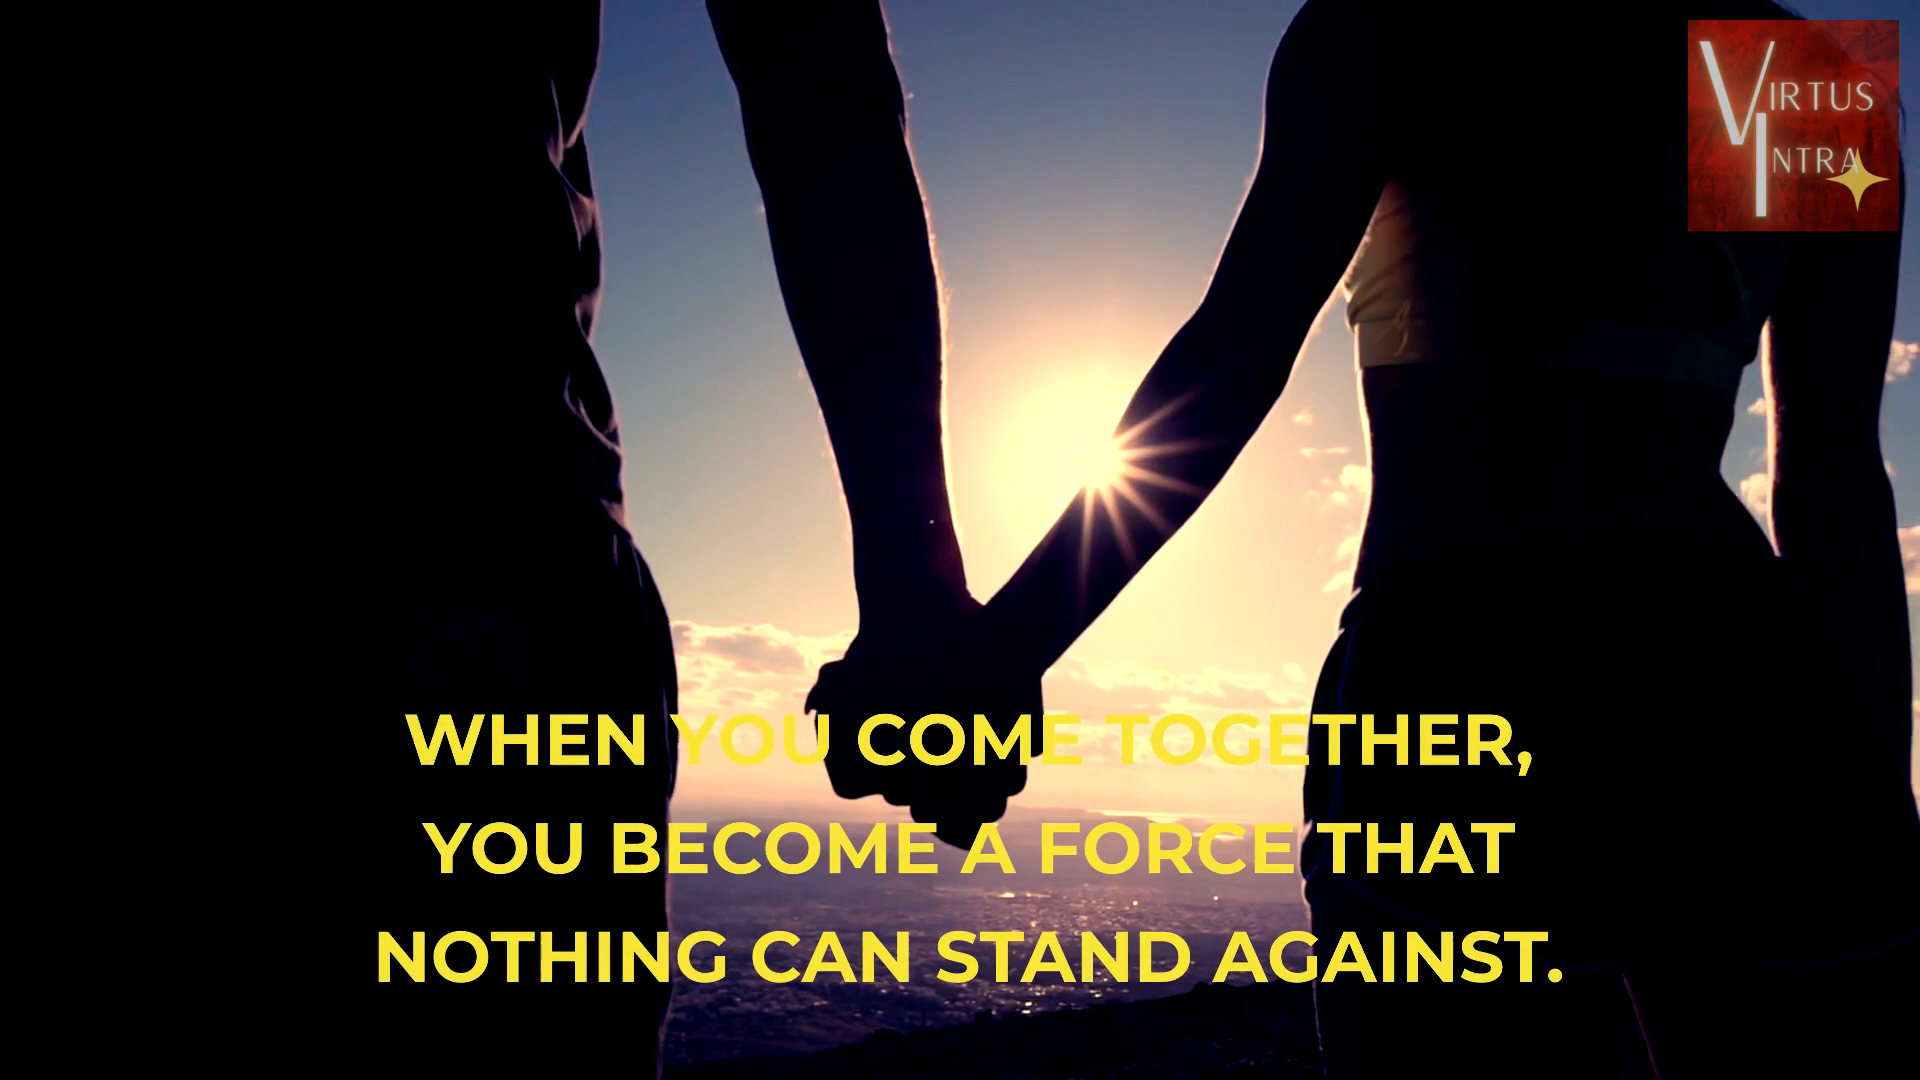 VIRTUS
INTRA
WHEN YOU COME TOGETHER,
YOU BECOME A FORCE THAT
NOTHING CAN STAND AGAINST.